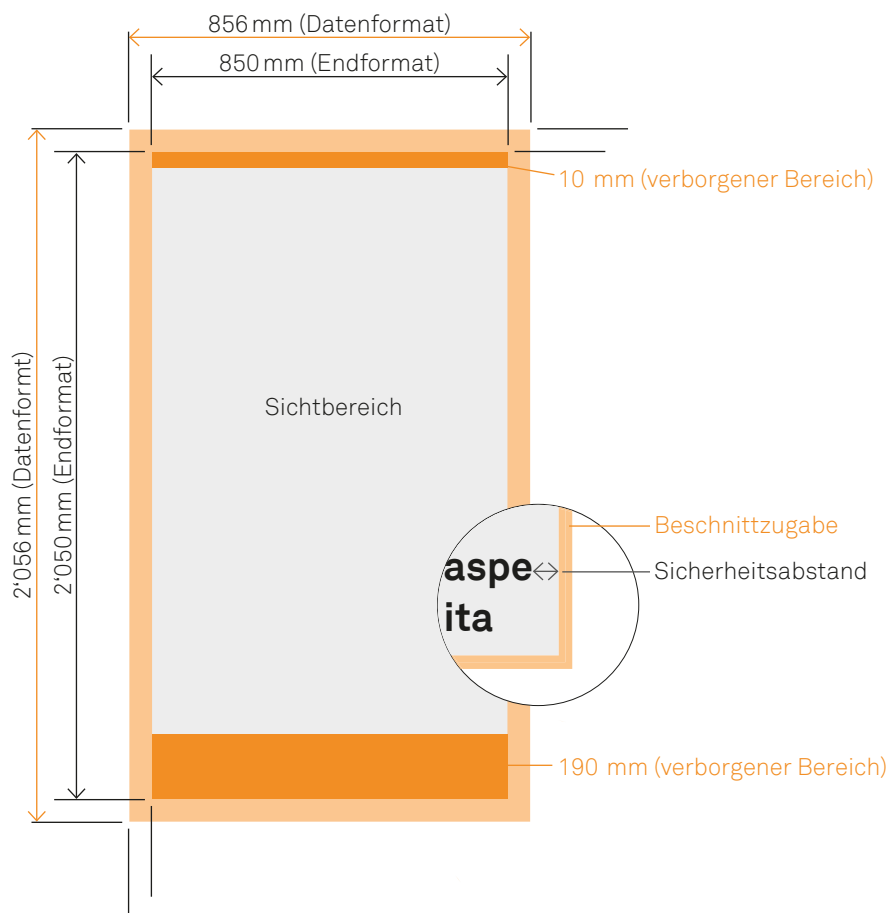 856 mm (Datenformat)
850 mm (Endformat)
10 mm (verborgener Bereich)
2‘056 mm (Datenformt)
2‘050 mm (Endformat)
Sichtbereich
Beschnittzugabe
aspe
Sicherheitsabstand
ita
190 mm (verborgener Bereich)